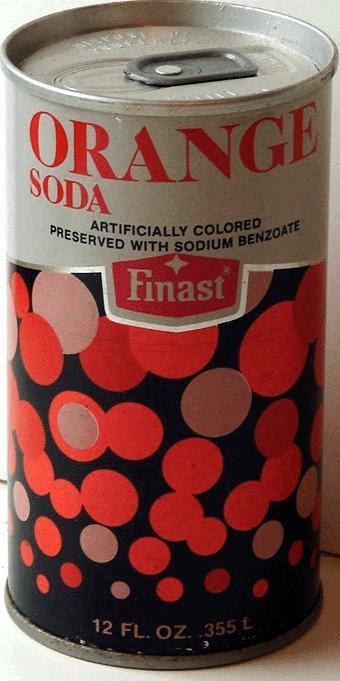 ORANGE
SODA
ARTIFICIALLY COLORED
PRESERVED WITH SODIUM BENZOATE
Finast®
12 FL. OZ. .355 L